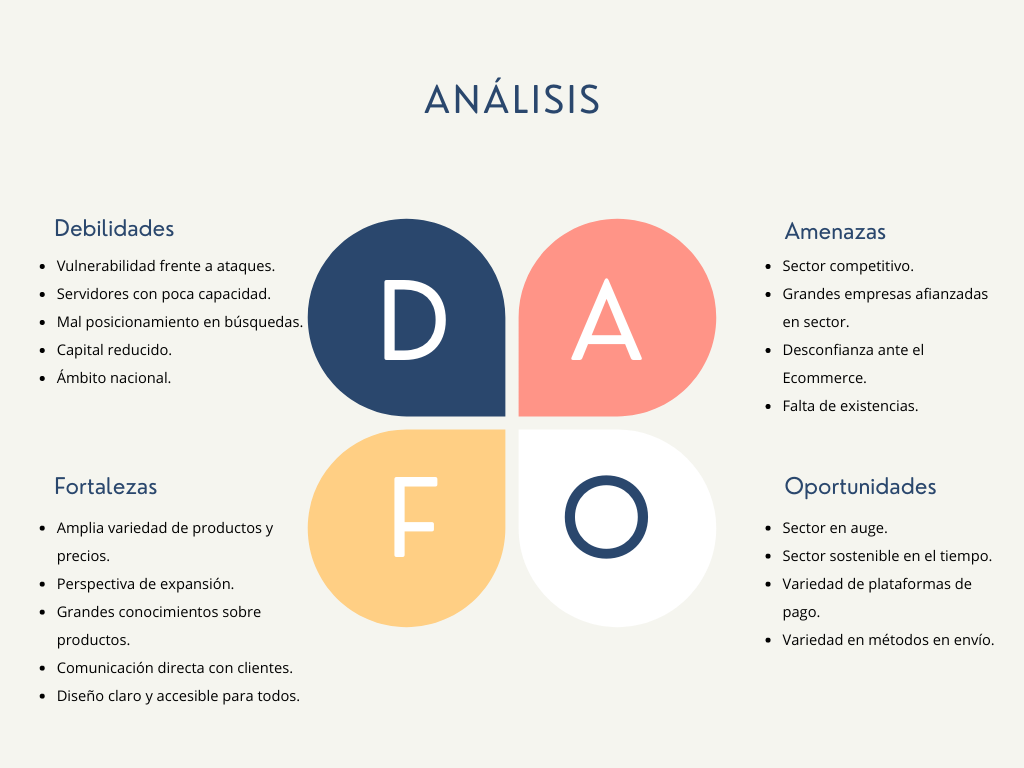 ANÁLISIS
Debilidades
• Vulnerabilidad frente a ataques.
• Servidores con poca capacidad.
• Mal posicionamiento en búsquedas.
• Capital reducido.
• Ámbito nacional.
D
A
Amenazas
• Sector competitivo.
• Grandes empresas afianzadas
en sector.
• Desconfianza ante el
Ecommerce.
• Falta de existencias.
Fortalezas
• Amplia variedad de productos y
precios.
• Perspectiva de expansión.
• Grandes conocimientos sobre
productos.
• Comunicación directa con clientes.
• Diseño claro y accesible para todos.
F
O
Oportunidades
• Sector en auge.
• Sector sostenible en el tiempo.
• Variedad de plataformas de
pago.
• Variedad en métodos en envío.